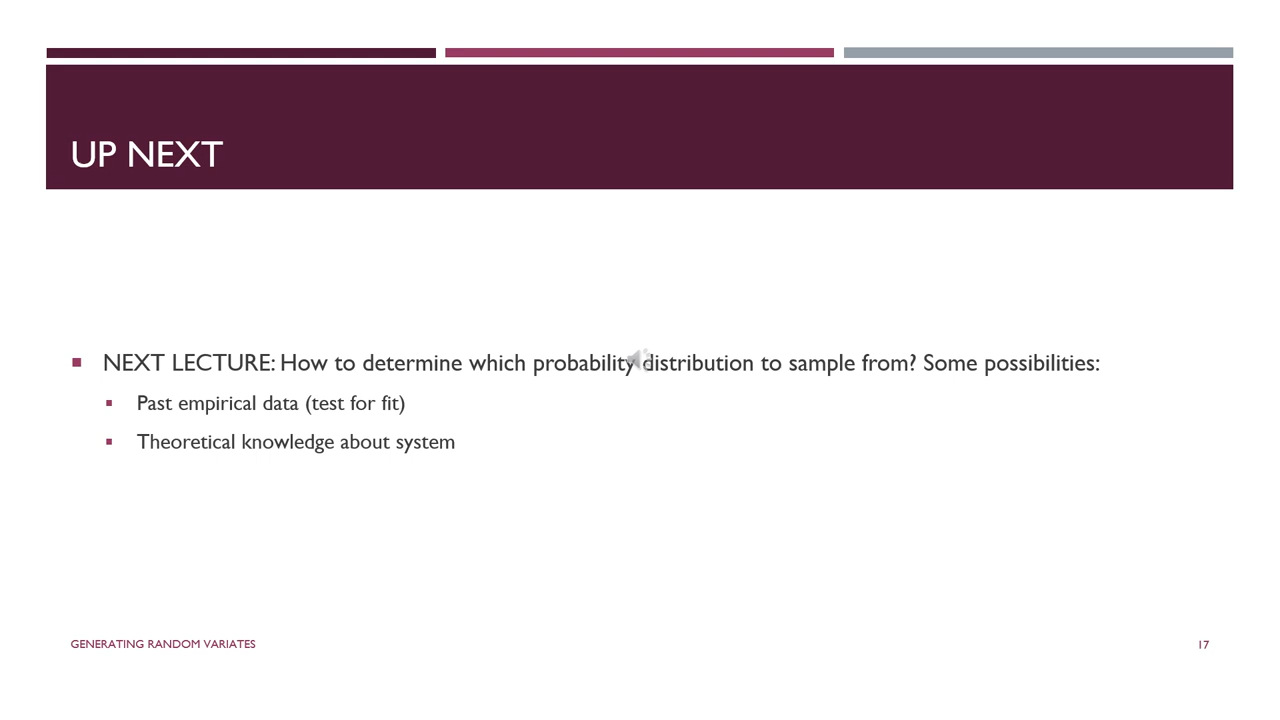 UP NEXT
NEXT LECTURE: How to determine which probability distribution to sample from? Some possibilities:
Past empirical data (test for fit)
Theoretical knowledge about system
GENERATING RANDOM VARIATES
17